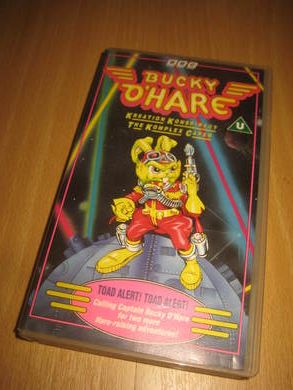 BBC
BUCKY
O'HARE
KREATION KONSPIRACY
THE KOMPLEX CAPER
U
TOAD ALERT! TOAD ALERT!
Calling Captain Bucky O'Hare
for two more
Hare-raising adventures!